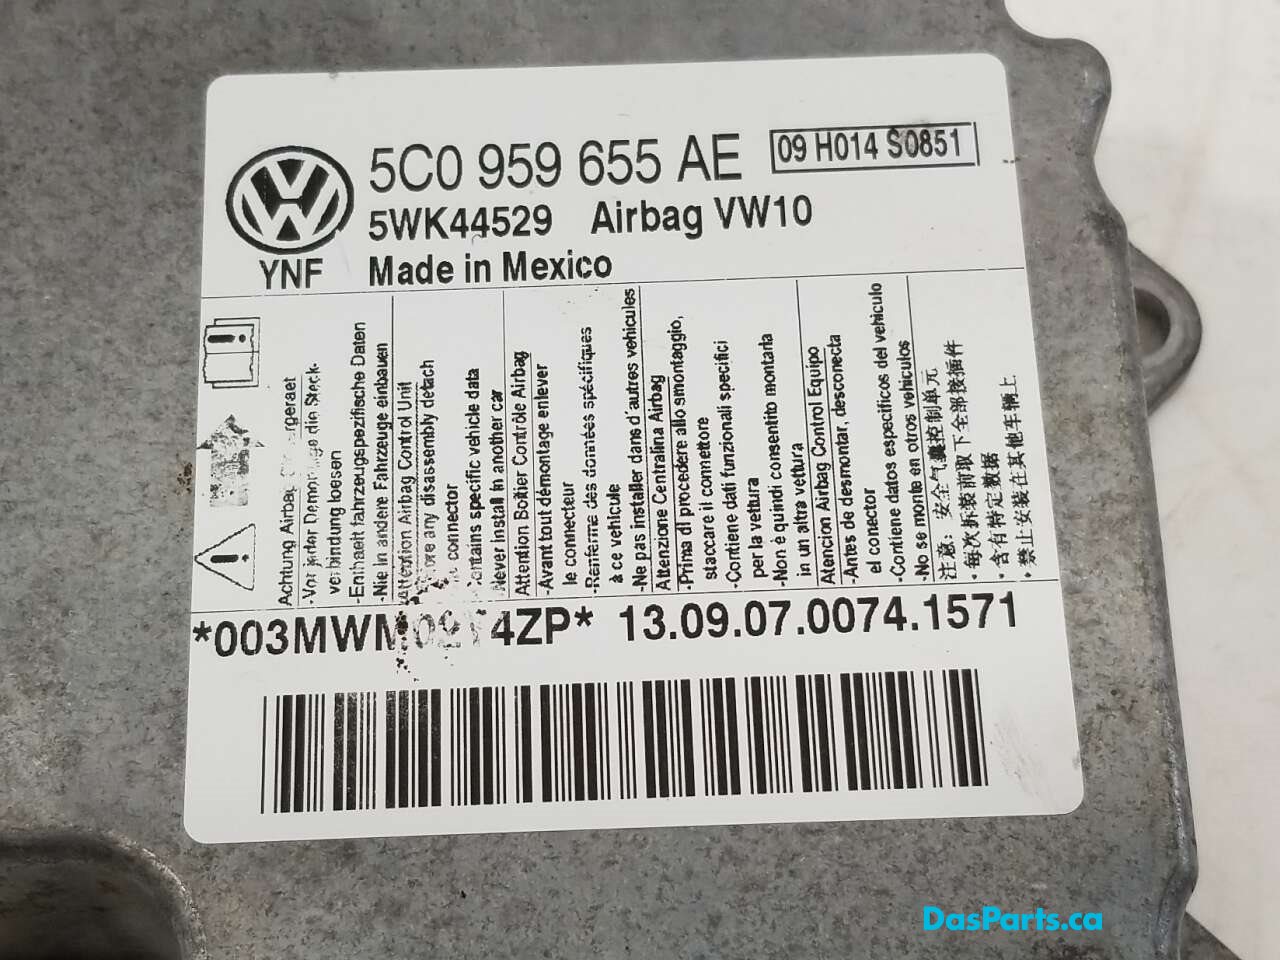 5C0 959 655 AE
09 H014 S0851
5WK44529 Airbag VW10
YNF
Made in Mexico
Achtung Airbag geraet
-Vor jeder Demontage die Steck-
verbindung loesen
-Enthaelt fahrzeugspezifische Daten
-Nie in andere Fahrzeuge einbauen
Attention Airbag Control Unit
any disassembly detach
connector
specific vehicle data
Never install in another car
Attention Boîtier Contrôle Airbag
-Avant tout démontage enlever
le connecteur
-Renferme des données spécifiques
à ce véhicule
-Ne pas installer dans d'autres vehicules
Attenzione Centralina Airbag
-Prima di procedere allo smontaggio,
staccare il connettore
-Contiene dati funzionali specifici
per la vettura
-Non è quindi consentito montarla
in un altra vettura
Atencion Airbag Control Equipo
-Antes de desmontar, desconecta
el conector
-Contiene datos especificos del vehiculo
-No se monte en otros vehiculos
注意: 安全气囊控制单元
·每次拆装前取下全部接插件
·含有特定数据
·禁止安装在其他车辆上
13.09.07.0074.1571
DasParts.ca